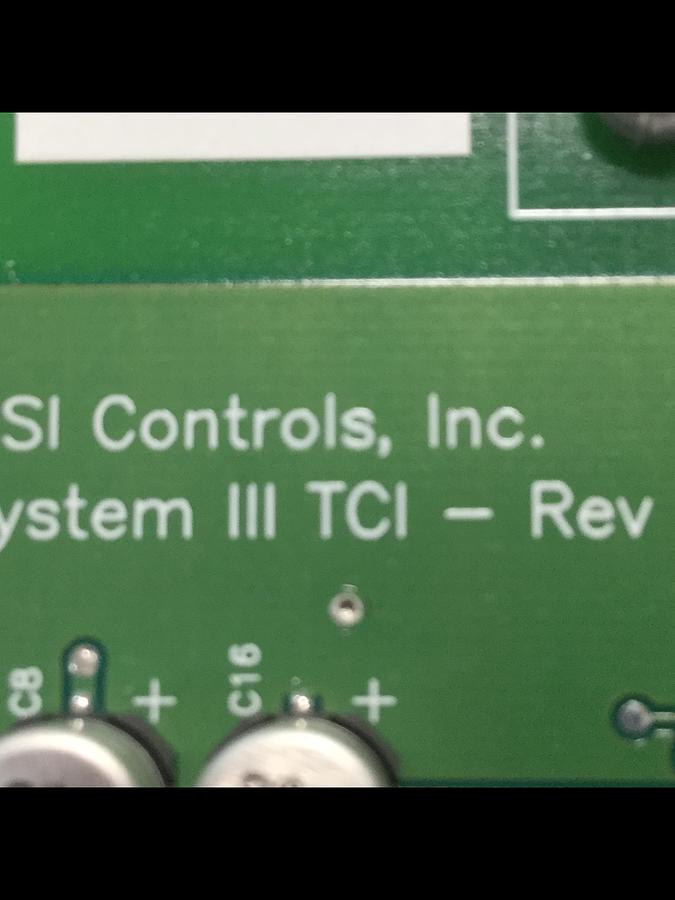 SI Controls, Inc.
ystem III TCI - Rev
C8
+
C16
+